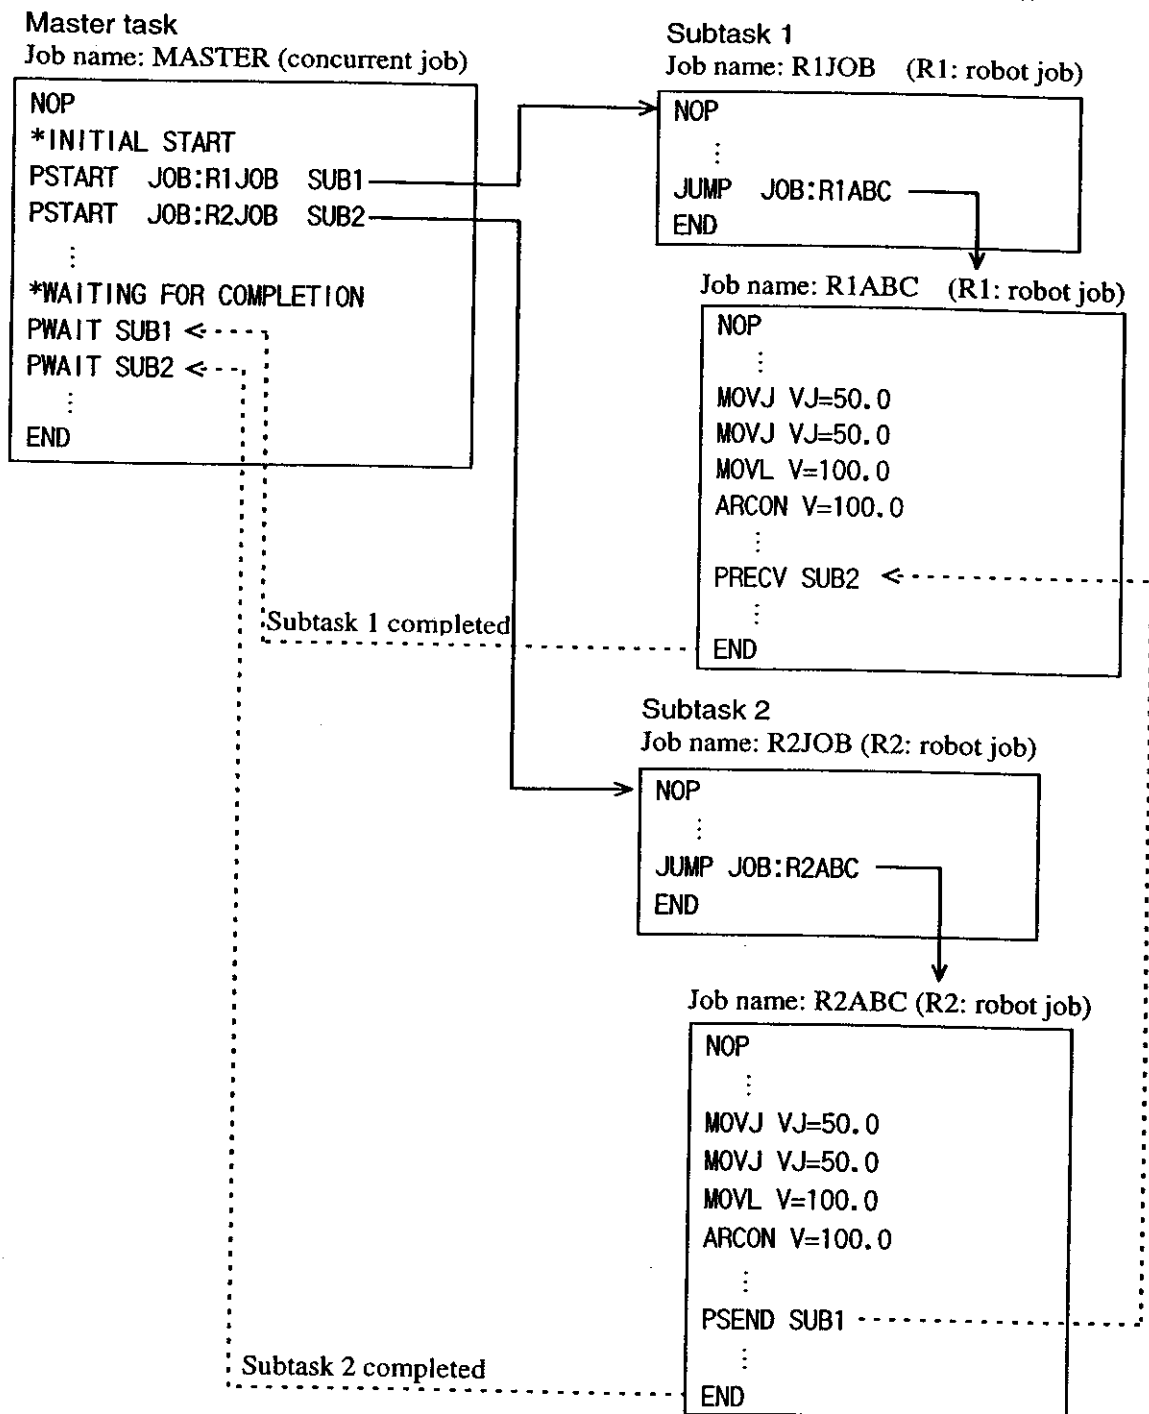 Master task
Job name: MASTER (concurrent job)
NOP
*INITIAL START
PSTART JOB:R1JOB SUB1
PSTART JOB:R2JOB SUB2
⋮
*WAITING FOR COMPLETION
PWAIT SUB1
PWAIT SUB2
⋮
END
Subtask 1
Job name: R1JOB (R1: robot job)
NOP
⋮
JUMP JOB:R1ABC
END
Job name: R1ABC (R1: robot job)
NOP
⋮
MOVJ VJ=50.0
MOVJ VJ=50.0
MOVL V=100.0
ARCON V=100.0
⋮
PRECV SUB2
⋮
END
Subtask 1 completed
Subtask 2
Job name: R2JOB (R2: robot job)
NOP
⋮
JUMP JOB:R2ABC
END
Job name: R2ABC (R2: robot job)
NOP
⋮
MOVJ VJ=50.0
MOVJ VJ=50.0
MOVL V=100.0
ARCON V=100.0
⋮
PSEND SUB1
⋮
END
Subtask 2 completed